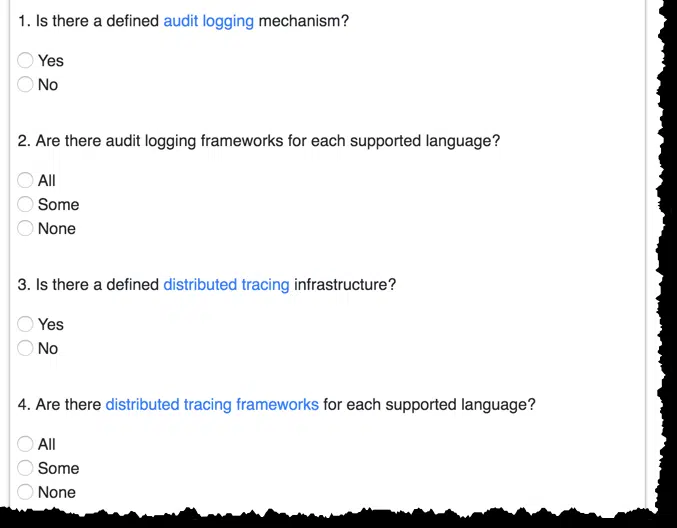 1. Is there a defined audit logging mechanism?
Yes
No
2. Are there audit logging frameworks for each supported language?
All
Some
None
3. Is there a defined distributed tracing infrastructure?
Yes
No
4. Are there distributed tracing frameworks for each supported language?
All
Some
None